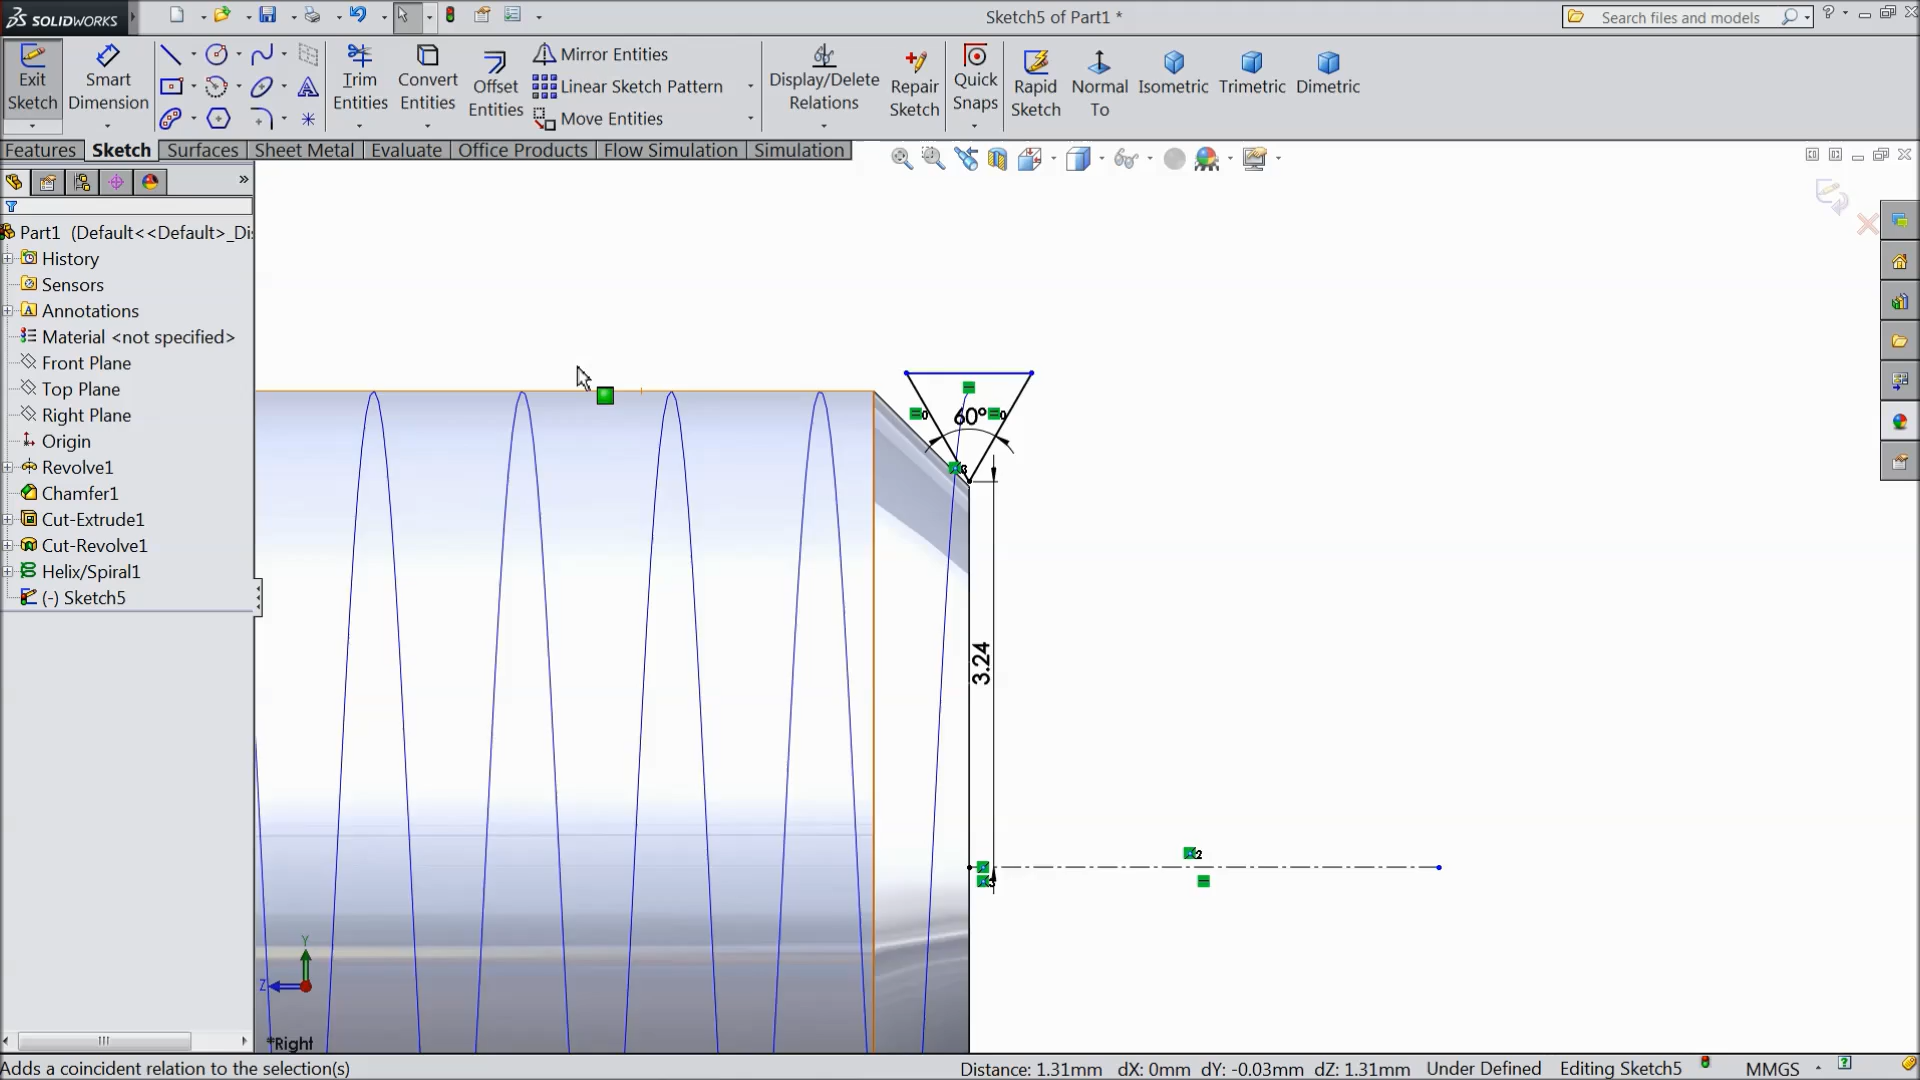 SOLIDWORKS
Sketch5 of Part1 *
Search files and models
?
Exit Sketch
Smart Dimension
Trim Entities
Convert Entities
Offset Entities
Mirror Entities
Linear Sketch Pattern
Move Entities
Display/Delete Relations
Repair Sketch
Quick Snaps
Rapid Sketch
Normal To
Isometric
Trimetric
Dimetric
Features
Sketch
Surfaces
Sheet Metal
Evaluate
Office Products
Flow Simulation
Simulation
Part1 (Default<<Default>_Di
History
Sensors
Annotations
Material <not specified>
Front Plane
Top Plane
Right Plane
Origin
Revolve1
Chamfer1
Cut-Extrude1
Cut-Revolve1
Helix/Spiral1
(-) Sketch5
60°
3.24
2
Y
Z
*Right
Adds a coincident relation to the selection(s)
Distance: 1.31mm dX: 0mm dY: -0.03mm dZ: 1.31mm Under Defined Editing Sketch5 MMGS